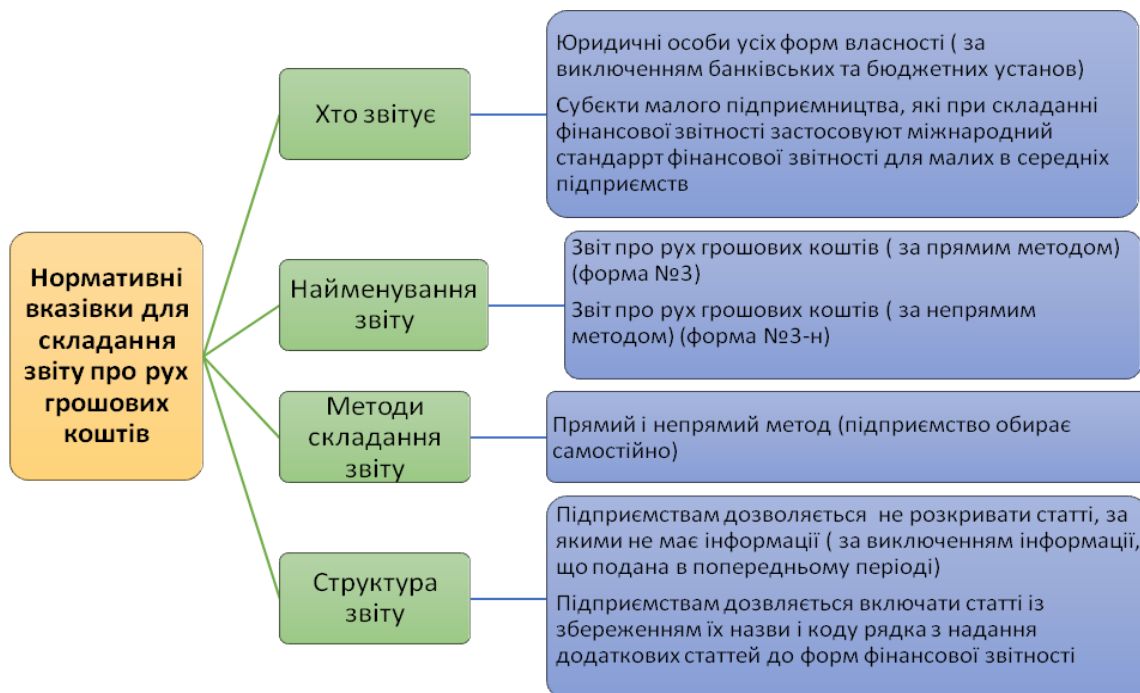 Нормативні
вказівки для
складання
звіту про рух
грошових
коштів
Хто звітує
Юридичні особи усіх форм власності ( за
виключенням банківських та бюджетних установ)
Субєкти малого підприємництва, які при складанні
фінансової звітності застосовуют міжнародний
стандаррт фінансової звітності для малих в середніх
підприємств
Найменування
звіту
Звіт про рух грошових коштів ( за прямим методом)
(форма №3)
Звіт про рух грошових коштів ( за непрямим
методом) (форма №3-н)
Методи
складання
звіту
Прямий і непрямий метод (підприємство обирає
самостійно)
Структура
звіту
Підприємствам дозволяється  не розкривати статті, за
якими не має інформації ( за виключенням інформації,
що подана в попередньому періоді)
Підприємствам дозвляється включати статті із
збереженням їх назви і коду рядка з надання
додаткових статтей до форм фінансової звітності